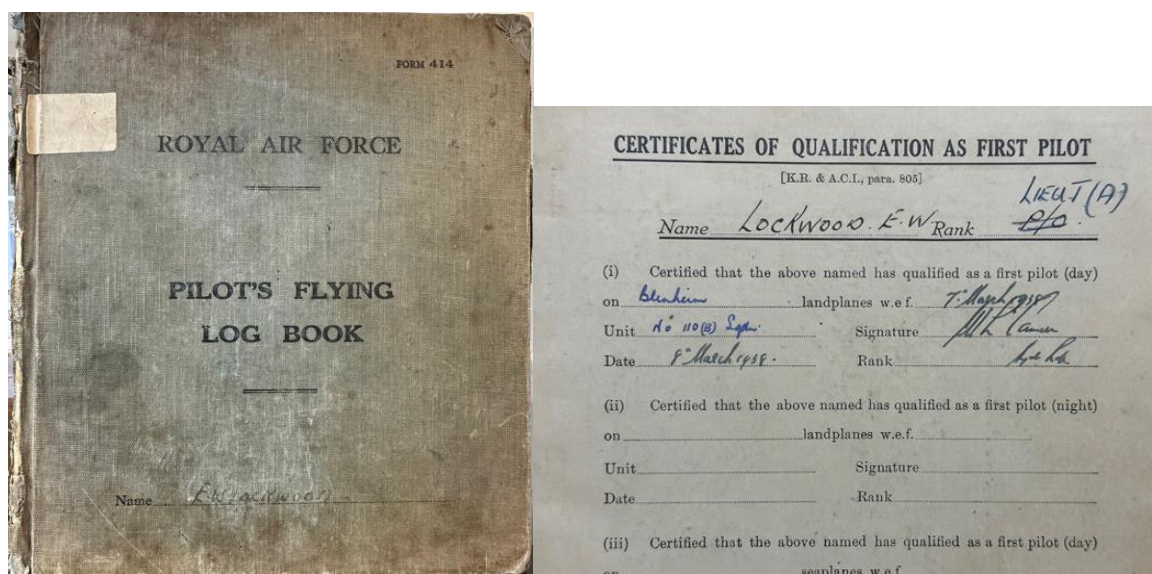 FORM 414
ROYAL AIR FORCE
PILOT'S FLYING
LOG BOOK
Name E.W. LOCKWOOD
CERTIFICATES OF QUALIFICATION AS FIRST PILOT
[K.R. & A.C.I., para. 805]
LIEUT (A)
Name LOCKWOOD. E.W. Rank P/O.
(i) Certified that the above named has qualified as a first pilot (day)
on Blenheim landplanes w.e.f. 7th March 1938
Unit No 110 (B) Sqdn. Signature
Date 8th March 1938. Rank
(ii) Certified that the above named has qualified as a first pilot (night)
on landplanes w.e.f.
Unit Signature
Date Rank
(iii) Certified that the above named has qualified as a first pilot (day)
on seaplanes w.e.f.